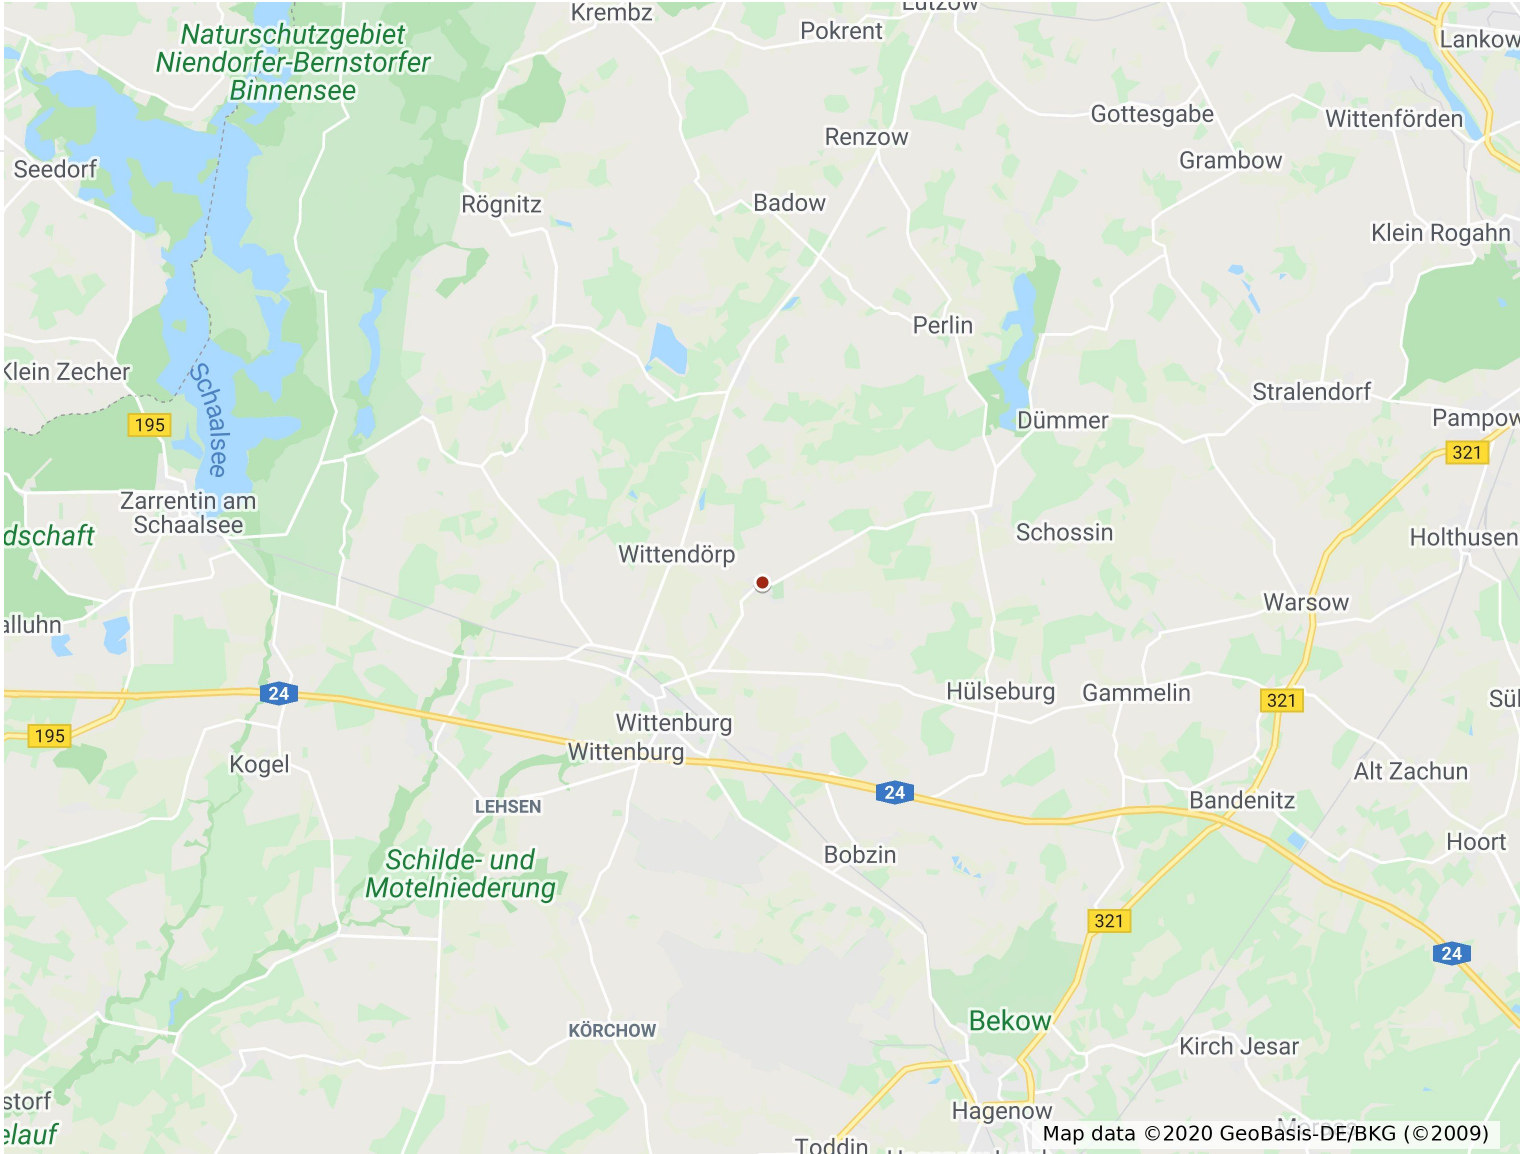 Krembz
Lützow
Pokrent
Naturschutzgebiet
Niendorfer-Bernstorfer
Binnensee
Lankow
Gottesgabe
Wittenförden
Renzow
Grambow
Seedorf
Rögnitz
Badow
Klein Rogahn
Perlin
Klein Zecher
Schaalsee
Stralendorf
Dümmer
Pampow
195
321
Zarrentin am
Schaalsee
dschaft
Schossin
Holthusen
Wittendörp
Warsow
alluhn
24
Hülseburg
Gammelin
321
Sül
195
Wittenburg
Wittenburg
Kogel
Alt Zachun
24
LEHSEN
Bandenitz
Hoort
Bobzin
Schilde- und
Motelniederung
321
24
Bekow
KÖRCHOW
Kirch Jesar
storf
Hagenow
elauf
Toddin
Map data ©2020 GeoBasis-DE/BKG (©2009)